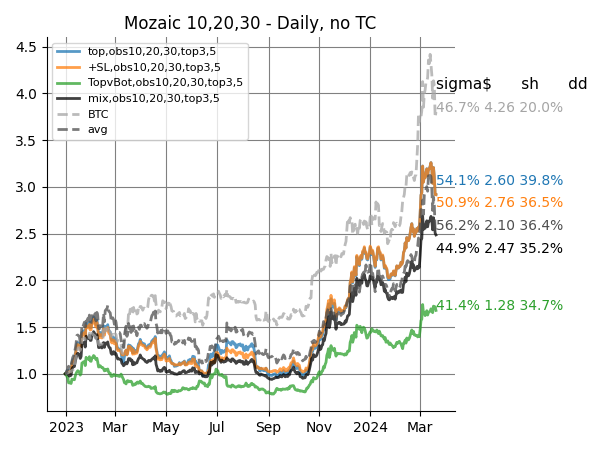 Mozaic 10,20,30 - Daily, no TC
top,obs10,20,30,top3,5
+SL,obs10,20,30,top3,5
TopvBot,obs10,20,30,top3,5
mix,obs10,20,30,top3,5
BTC
avg
sigma$ sh dd
46.7% 4.26 20.0%
54.1% 2.60 39.8%
50.9% 2.76 36.5%
56.2% 2.10 36.4%
44.9% 2.47 35.2%
41.4% 1.28 34.7%
4.5
4.0
3.5
3.0
2.5
2.0
1.5
1.0
2023 Mar May Jul Sep Nov 2024 Mar